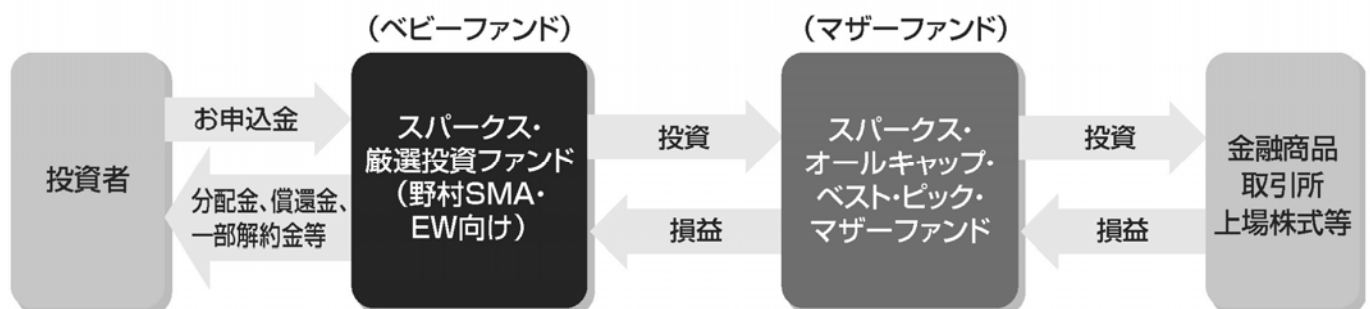 (ベビーファンド)
(マザーファンド)
投資者
お申込金
分配金、償還金、
一部解約金等
スパークス・
厳選投資ファンド
(野村SMA・
EW向け)
投資
損益
スパークス・
オールキャップ・
ベスト・ピック・
マザーファンド
投資
損益
金融商品
取引所
上場株式等